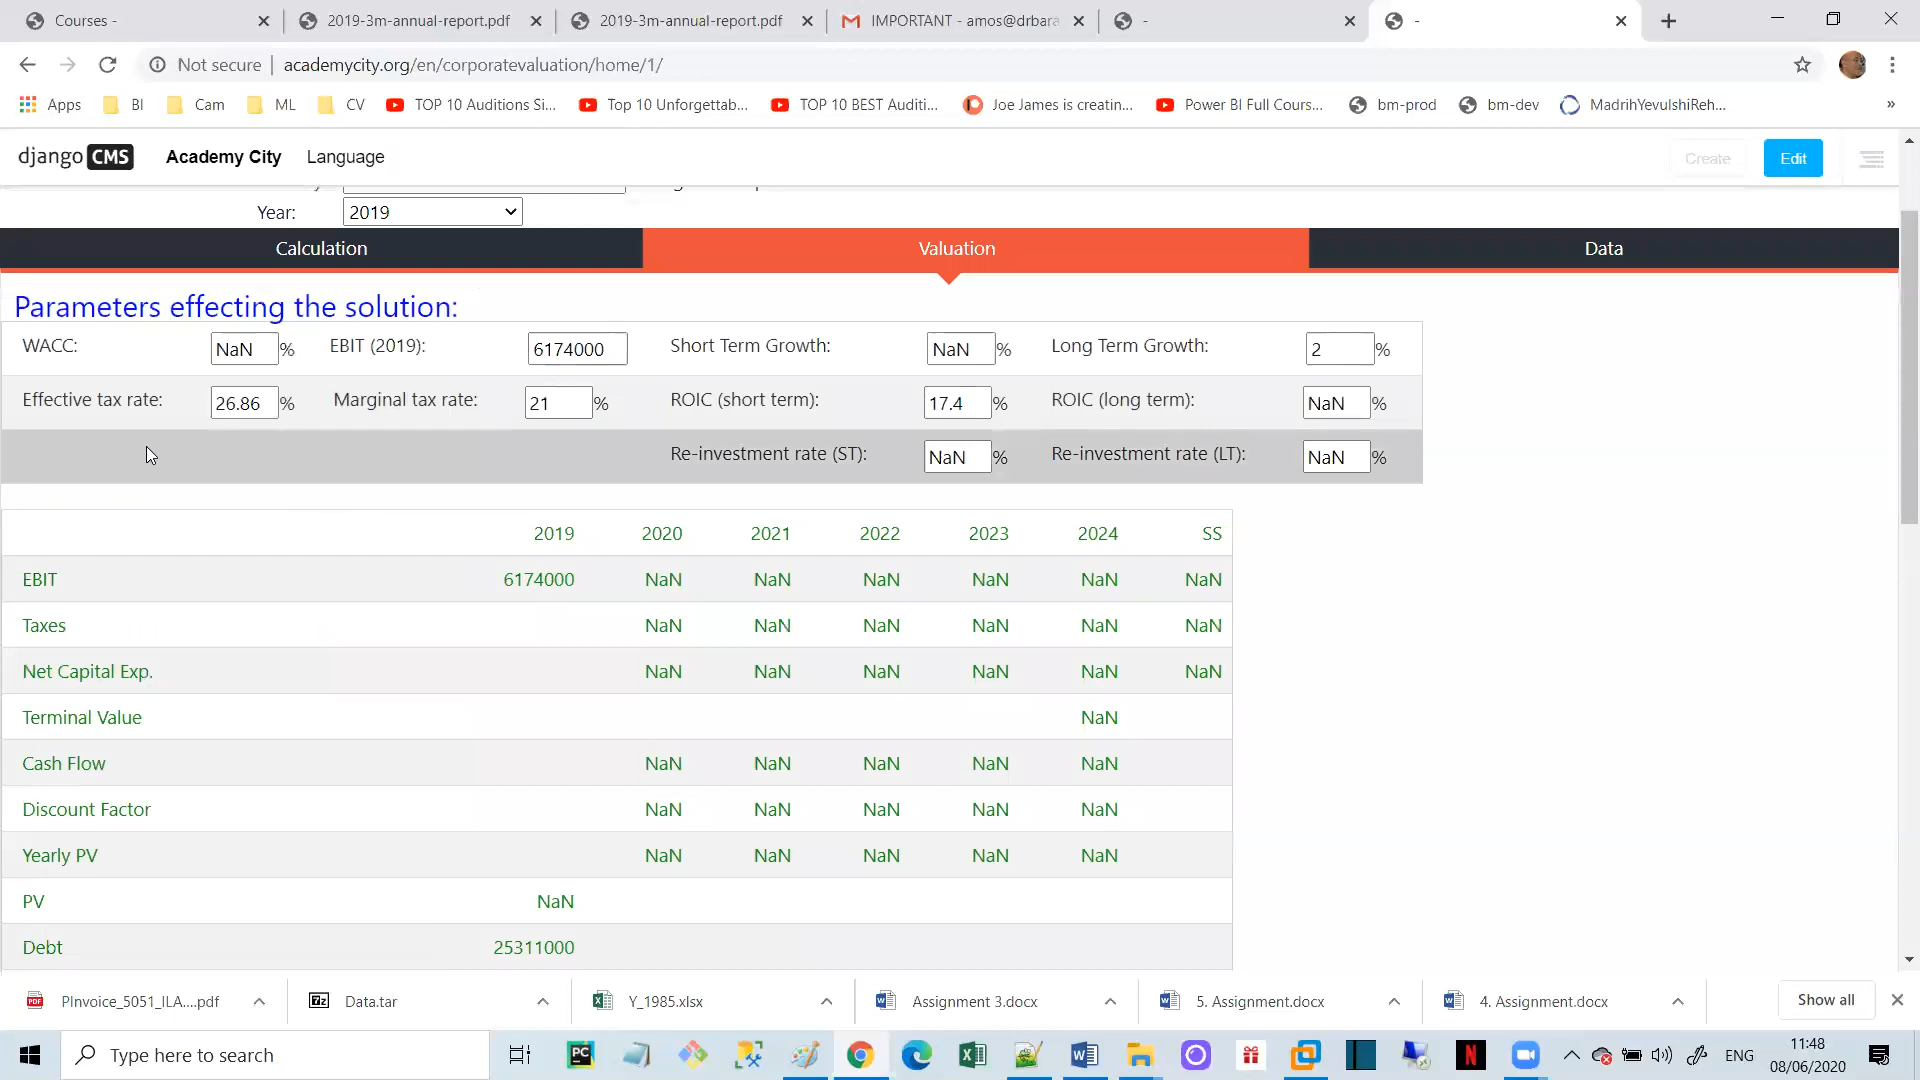 Courses -
2019-3m-annual-report.pdf
2019-3m-annual-report.pdf
IMPORTANT - amos@drbara
-
-
Not secure | academycity.org/en/corporatevaluation/home/1/
Apps BI Cam ML CV TOP 10 Auditions Si... Top 10 Unforgettab... TOP 10 BEST Auditi... Joe James is creatin... Power BI Full Cours... bm-prod bm-dev MadrihYevulshiReh... »
django CMS Academy City Language Create Edit
Year: 2019
Calculation Valuation Data
Parameters effecting the solution:
WACC: NaN % EBIT (2019): 6174000 Short Term Growth: NaN % Long Term Growth: 2 %
Effective tax rate: 26.86 % Marginal tax rate: 21 % ROIC (short term): 17.4 % ROIC (long term): NaN %
Re-investment rate (ST): NaN % Re-investment rate (LT): NaN %
2019 2020 2021 2022 2023 2024 SS
EBIT 6174000 NaN NaN NaN NaN NaN NaN
Taxes NaN NaN NaN NaN NaN NaN
Net Capital Exp. NaN NaN NaN NaN NaN NaN
Terminal Value NaN
Cash Flow NaN NaN NaN NaN NaN
Discount Factor NaN NaN NaN NaN NaN
Yearly PV NaN NaN NaN NaN NaN
PV NaN
Debt 25311000
PInvoice_5051_ILA....pdf Data.tar Y_1985.xlsx Assignment 3.docx 5. Assignment.docx 4. Assignment.docx Show all
Type here to search ENG 11:48
08/06/2020